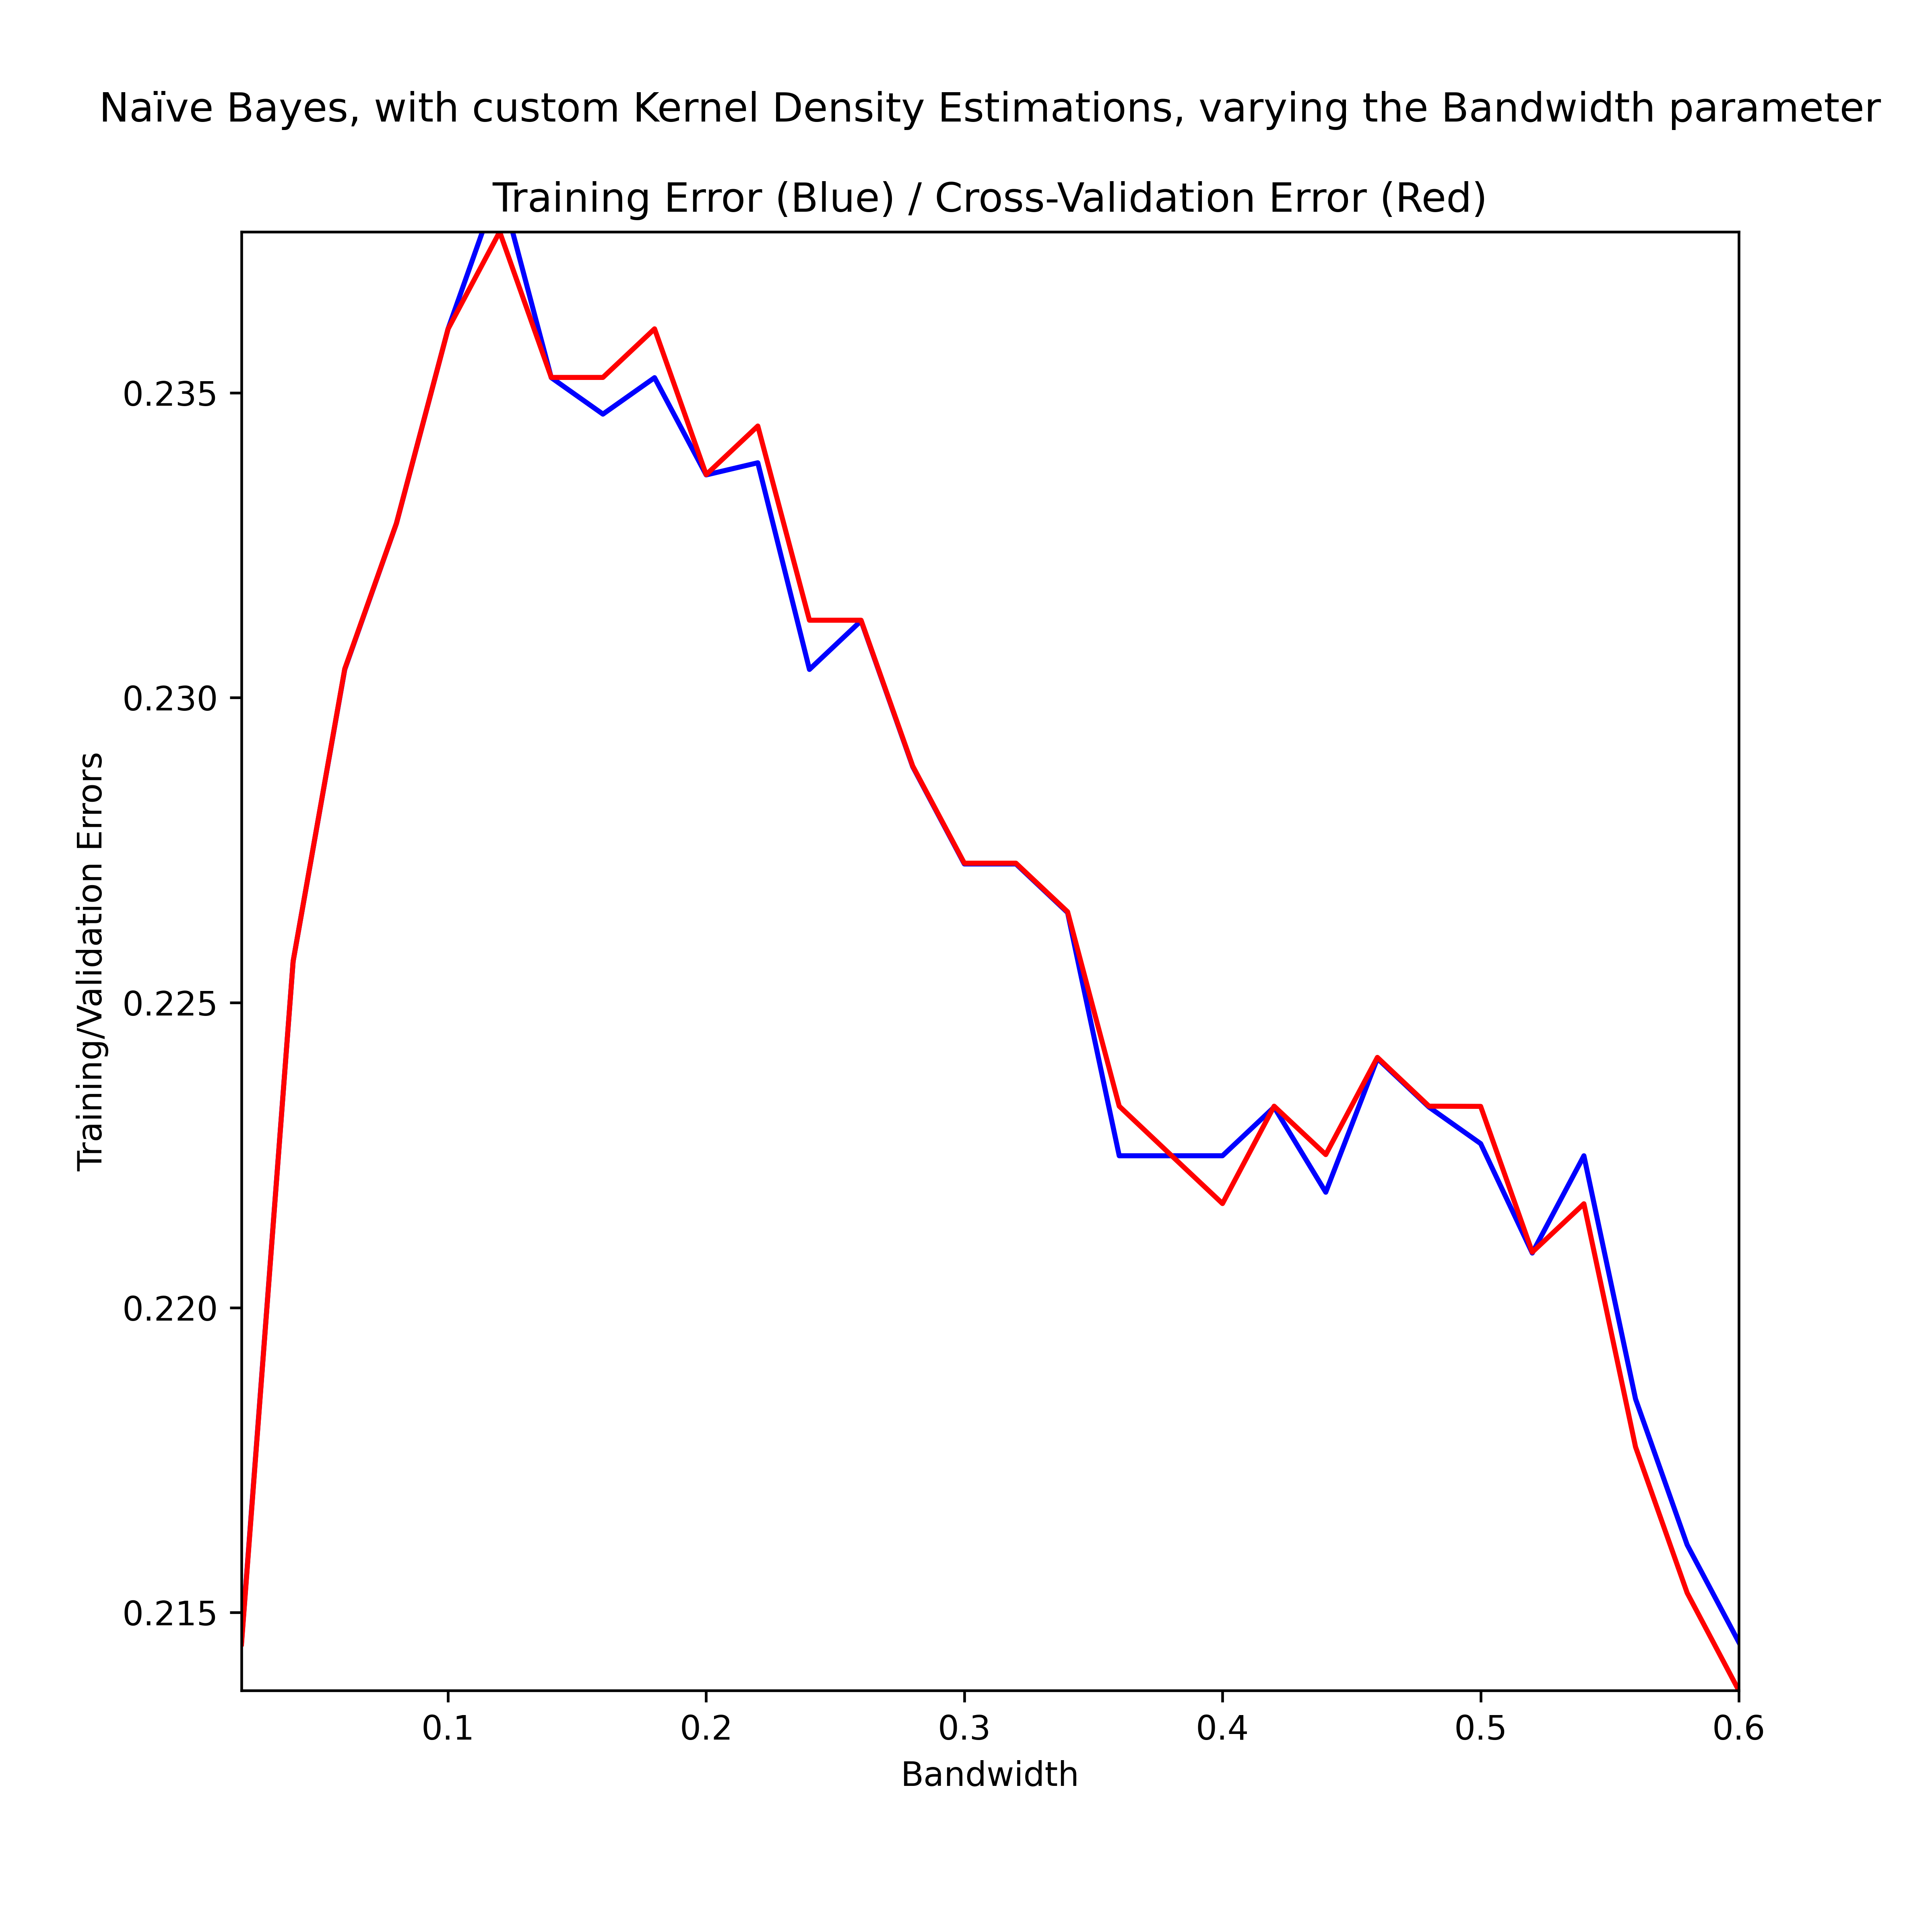 Naïve Bayes, with custom Kernel Density Estimations, varying the Bandwidth parameter
Training Error (Blue) / Cross-Validation Error (Red)
Training/Validation Errors
0.235
0.230
0.225
0.220
0.215
0.1 0.2 0.3 0.4 0.5 0.6
Bandwidth